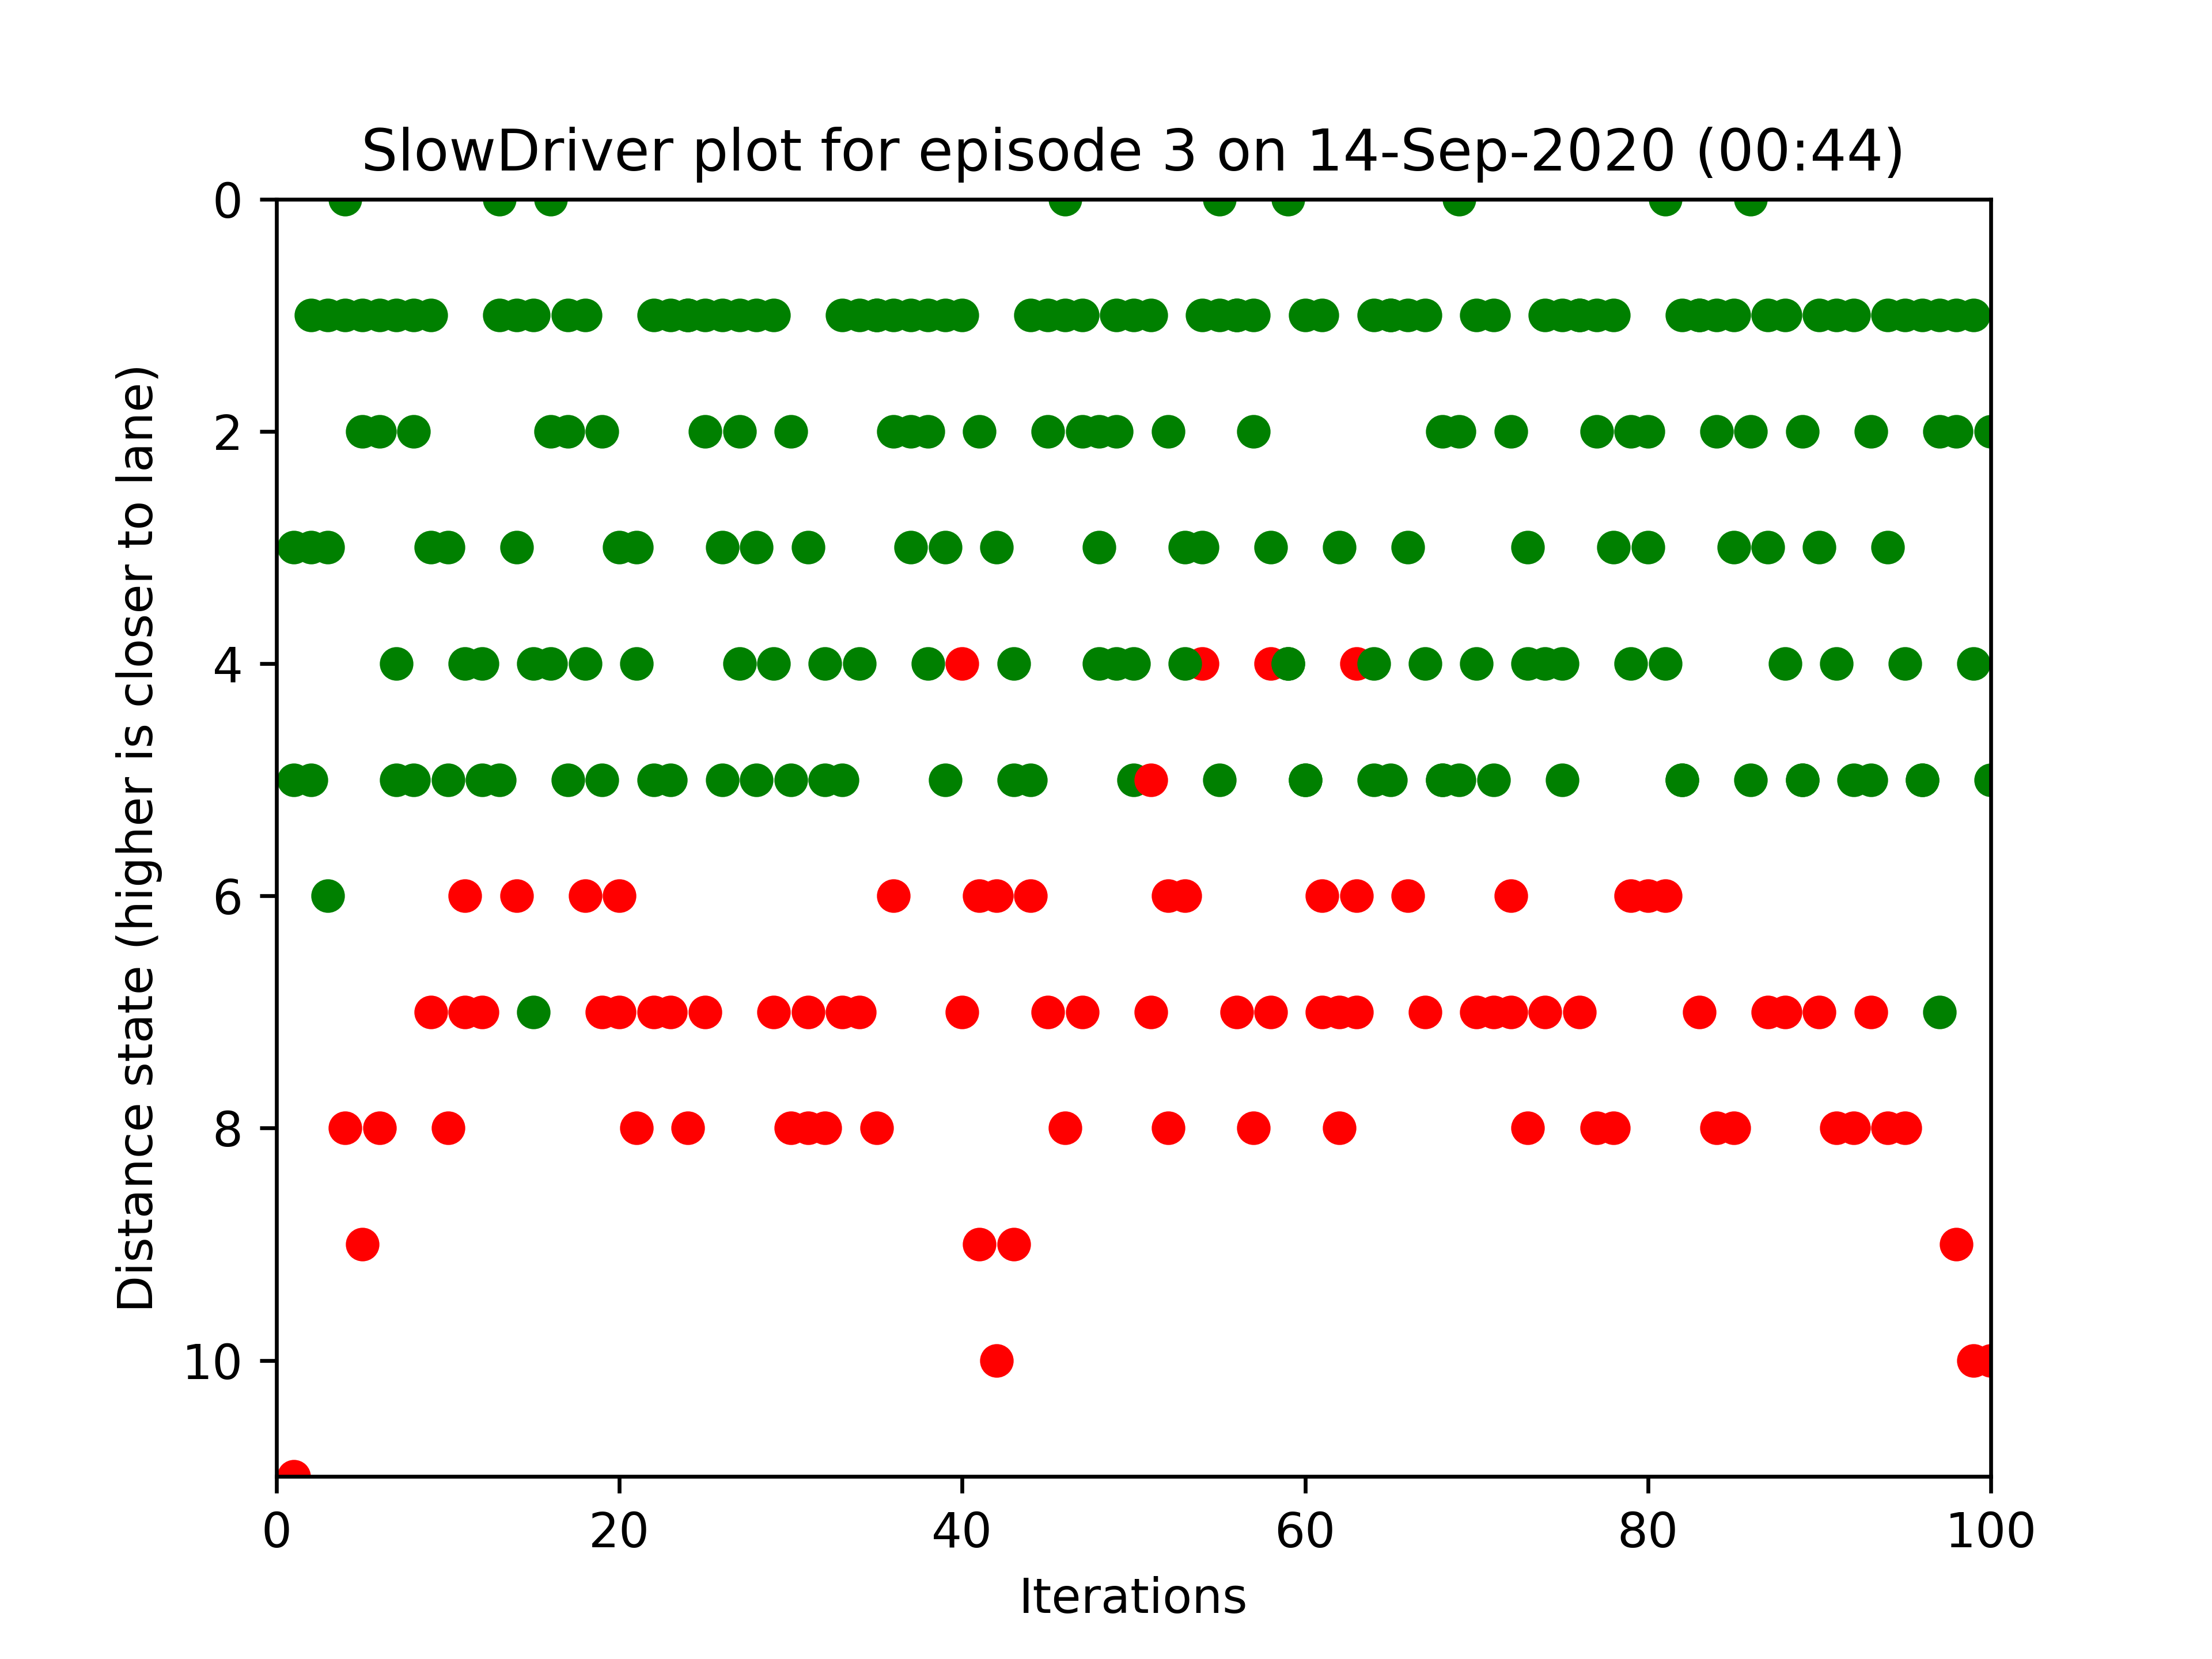 SlowDriver plot for episode 3 on 14-Sep-2020 (00:44)
Distance state (higher is closer to lane)
0
2
4
6
8
10
0 20 40 60 80 100
Iterations